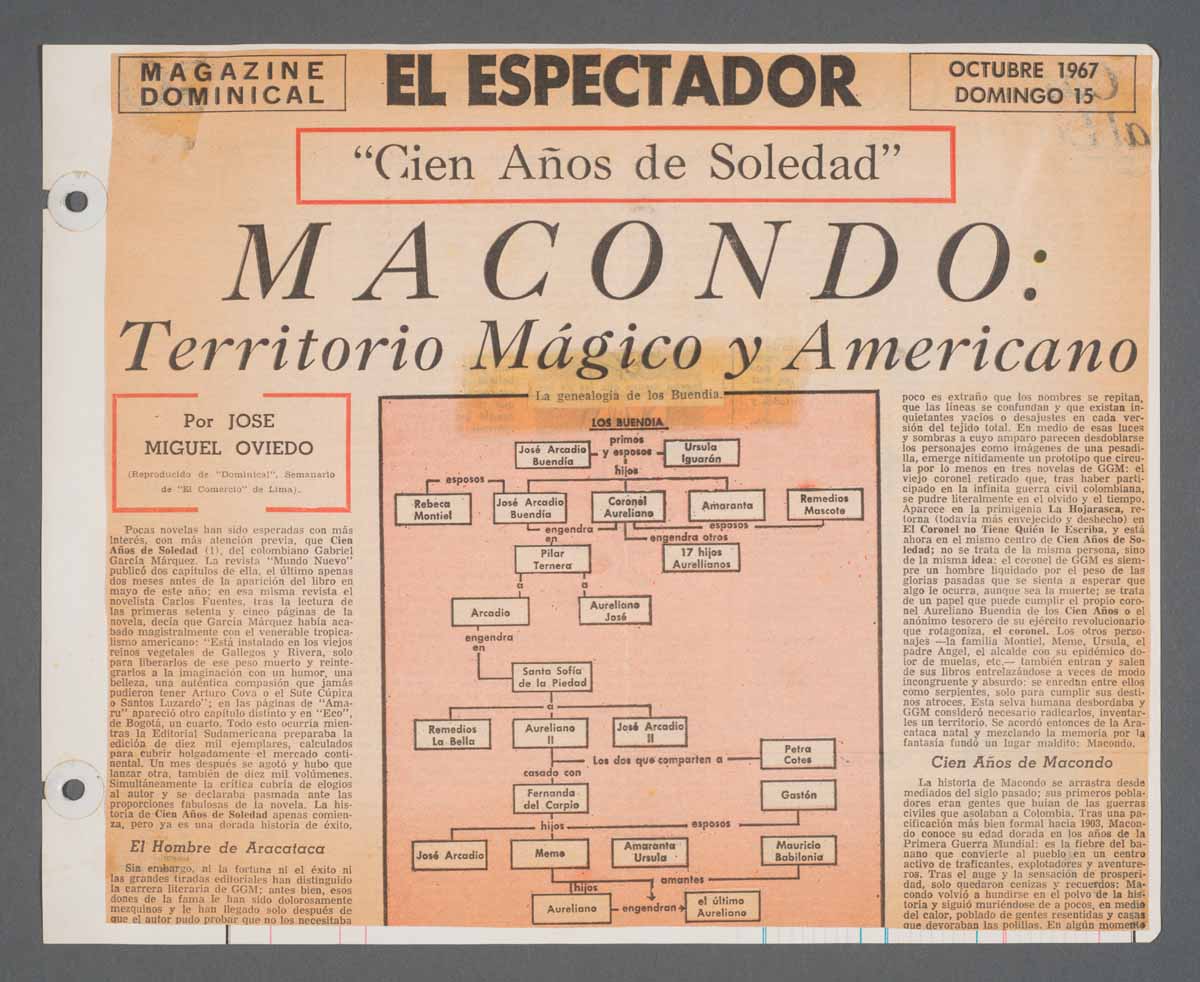 MAGAZINE
DOMINICAL
EL ESPECTADOR
OCTUBRE 1967
DOMINGO 15
“Cien Años de Soledad”
MACONDO:
Territorio Mágico y Americano
Por JOSE
MIGUEL OVIEDO
(Reproducido de "Dominical", Semanario
de "El Comercio" de Lima).
Pocas novelas han sido esperadas con más
interés, con más atención previa, que Cien
Años de Soledad (1), del colombiano Gabriel
García Márquez. La revista "Mundo Nuevo"
publicó dos capítulos de ella, el último apenas
dos meses antes de la aparición del libro en
mayo de este año; en esa misma revista el
novelista Carlos Fuentes, tras la lectura de
las primeras setenta y cinco páginas de la
novela, decía que García Márquez había aca-
bado magistralmente con el venerable tropica-
lismo americano: "Está instalado en los viejos
reinos vegetales de Gallegos y Rivera, solo
para liberarlos de ese peso muerto y reinte-
grarlos a la imaginación con un humor, una
belleza, una auténtica compasión que jamás
pudieron tener Arturo Cova o el Sute Cúpira
o Santos Luzardo"; en las páginas de "Ama-
ru" apareció otro capítulo distinto y en "Eco",
de Bogotá, un cuarto. Todo esto ocurría mien-
tras la Editorial Sudamericana preparaba la
edición de diez mil ejemplares, calculados
para cubrir holgadamente el mercado conti-
nental. Un mes después se agotó y hubo que
lanzar otra, también de diez mil volúmenes.
Simultáneamente la crítica cubría de elogios
al autor y se declaraba pasmada ante las
proporciones fabulosas de la novela. La his-
toria de Cien Años de Soledad apenas comien-
za, pero ya es una dorada historia de éxito.
El Hombre de Aracataca
Sin embargo, ni la fortuna ni el éxito ni
las grandes tiradas editoriales han distinguido
la carrera literaria de GGM; antes bien, esos
dones de la fama le han sido dolorosamente
mezquinos y le han llegado solo después de
que el autor pudo probar que no los necesitaba
La genealogía de los Buendía.
LOS BUENDIA
José Arcadio
Buendía
primos
y esposos
Ursula
Iguarán
hijos
esposos
Rebeca
Montiel
José Arcadio
Buendía
Coronel
Aureliano
Amaranta
Remedios
Mascote
engendra
en
esposos
engendra otros
Pilar
Ternera
17 hijos
Aurellianos
a
a
Arcadio
Aureliano
José
engendra
en
Santa Sofía
de la Piedad
a
Remedios
La Bella
Aureliano
II
José Arcadio
II
Los dos que comparten a
Petra
Cotes
casado con
Fernanda
del Carpio
Gastón
hijos
esposos
José Arcadio
Meme
Amaranta
Ursula
Mauricio
Babilonia
amantes
hijos
Aureliano
engendran
el último
Aureliano
poco es extraño que los nombres se repitan,
que las líneas se confundan y que existan in-
quietantes vacíos o desajustes en cada ver-
sión del tejido total. En medio de esas luces
y sombras a cuyo amparo parecen desdoblarse
los personajes como imágenes de una pesadi-
lla, emerge nítidamente un prototipo que circu-
la por lo menos en tres novelas de GGM: el
viejo coronel retirado que, tras haber parti-
cipado en la infinita guerra civil colombiana,
se pudre literalmente en el olvido y el tiempo.
Aparece en la primigenia La Hojarasca, re-
torna (todavía más envejecido y deshecho) en
El Coronel no Tiene Quién le Escriba, y está
ahora en el mismo centro de Cien Años de So-
ledad; no se trata de la misma persona, sino
de la misma idea: el coronel de GGM es siem-
pre un hombre liquidado por el peso de las
glorias pasadas que se sienta a esperar que
algo le ocurra, aunque sea la muerte; se trata
de un papel que puede cumplir el propio coro-
nel Aureliano Buendía de los Cien Años o el
anónimo tesorero de su ejército revolucionario
que rotagoniza, el coronel. Los otros perso-
najes —la familia Montiel, Meme, Ursula, el
padre Angel, el alcalde con su epidémico do-
lor de muelas, etc.— también entran y salen
de sus libros entrelazándose a veces de modo
incongruente y absurdo: se enredan entre ellos
como serpientes, solo para cumplir sus desti-
nos atroces. Esta selva humana desbordaba y
GGM consideró necesario radicarlos, inventar-
les un territorio. Se acordó entonces de la Ara-
cataca natal y mezclando la memoria por la
fantasía fundó un lugar maldito: Macondo.
Cien Años de Macondo
La historia de Macondo se arrastra desde
mediados del siglo pasado; sus primeros pobla-
dores eran gentes que huían de las guerras
civiles que asolaban a Colombia. Tras una pa-
cificación más bien formal hacia 1903, Macon-
do conoce su edad dorada en los años de la
Primera Guerra Mundial: es la fiebre del ba-
nano que convierte al pueblo en un centro
activo de traficantes, explotadores y aventure-
ros. Tras el auge y la sensación de prosperi-
dad, solo quedaron cenizas y recuerdos: Ma-
condo volvió a hundirse en el polvo de la his-
toria y siguió muriéndose de a pocos, en medio
del calor, poblado de gentes resentidas y casas
que devoraban las polillas. En algún momento